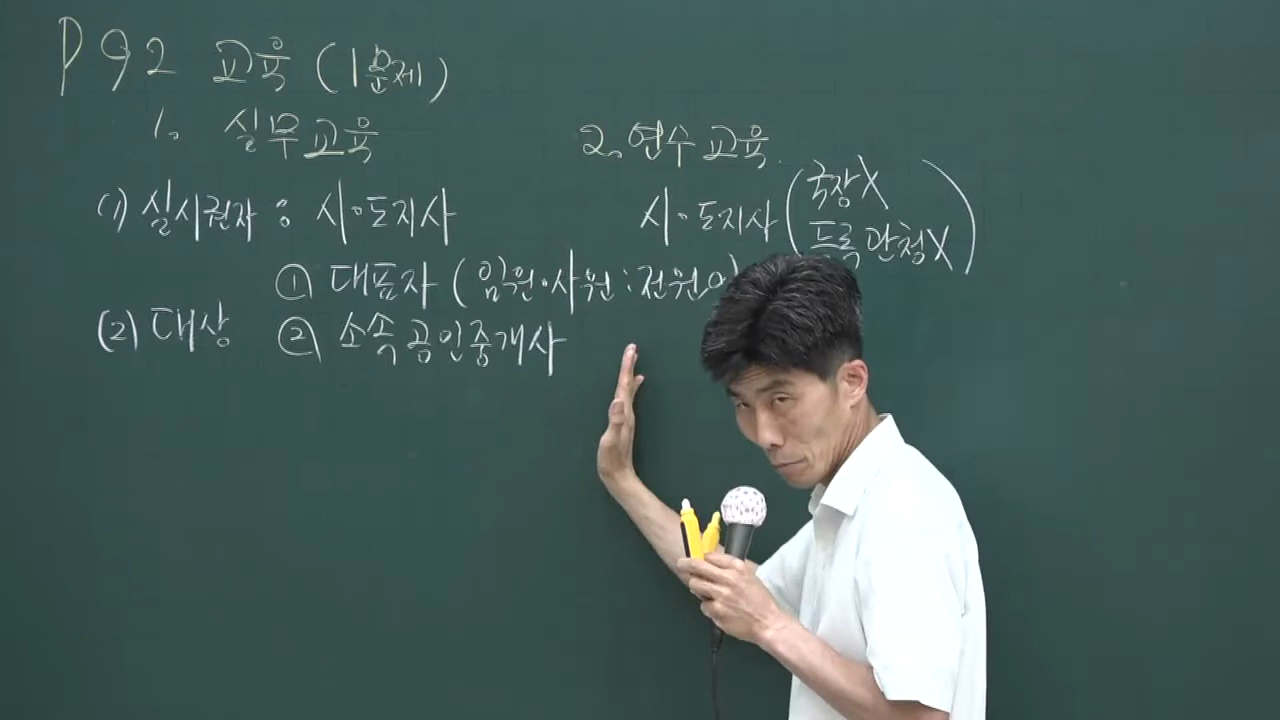 P 92 교육 (1문제)
1. 실무교육
(1) 실시권자 : 시·도지사
① 대표자 (임원·사원 : 전원O)
(2) 대상 ② 소속공인중개사
2. 연수교육
시·도지사 (국장X
등록관청X)